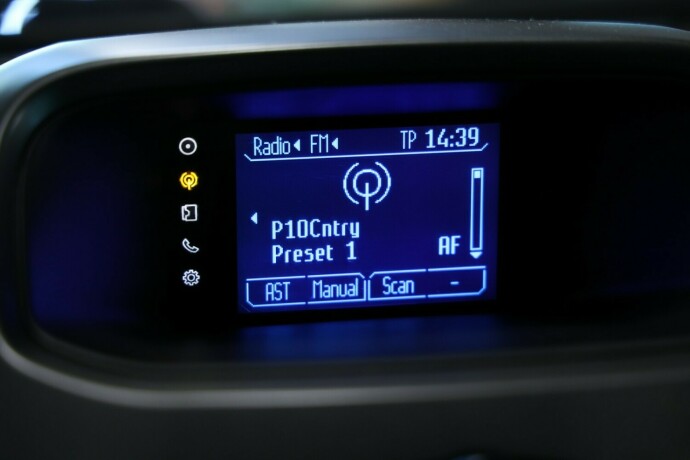 Radio FM TP 14:39
P10Cntry
Preset 1 AF
AST Manual Scan -